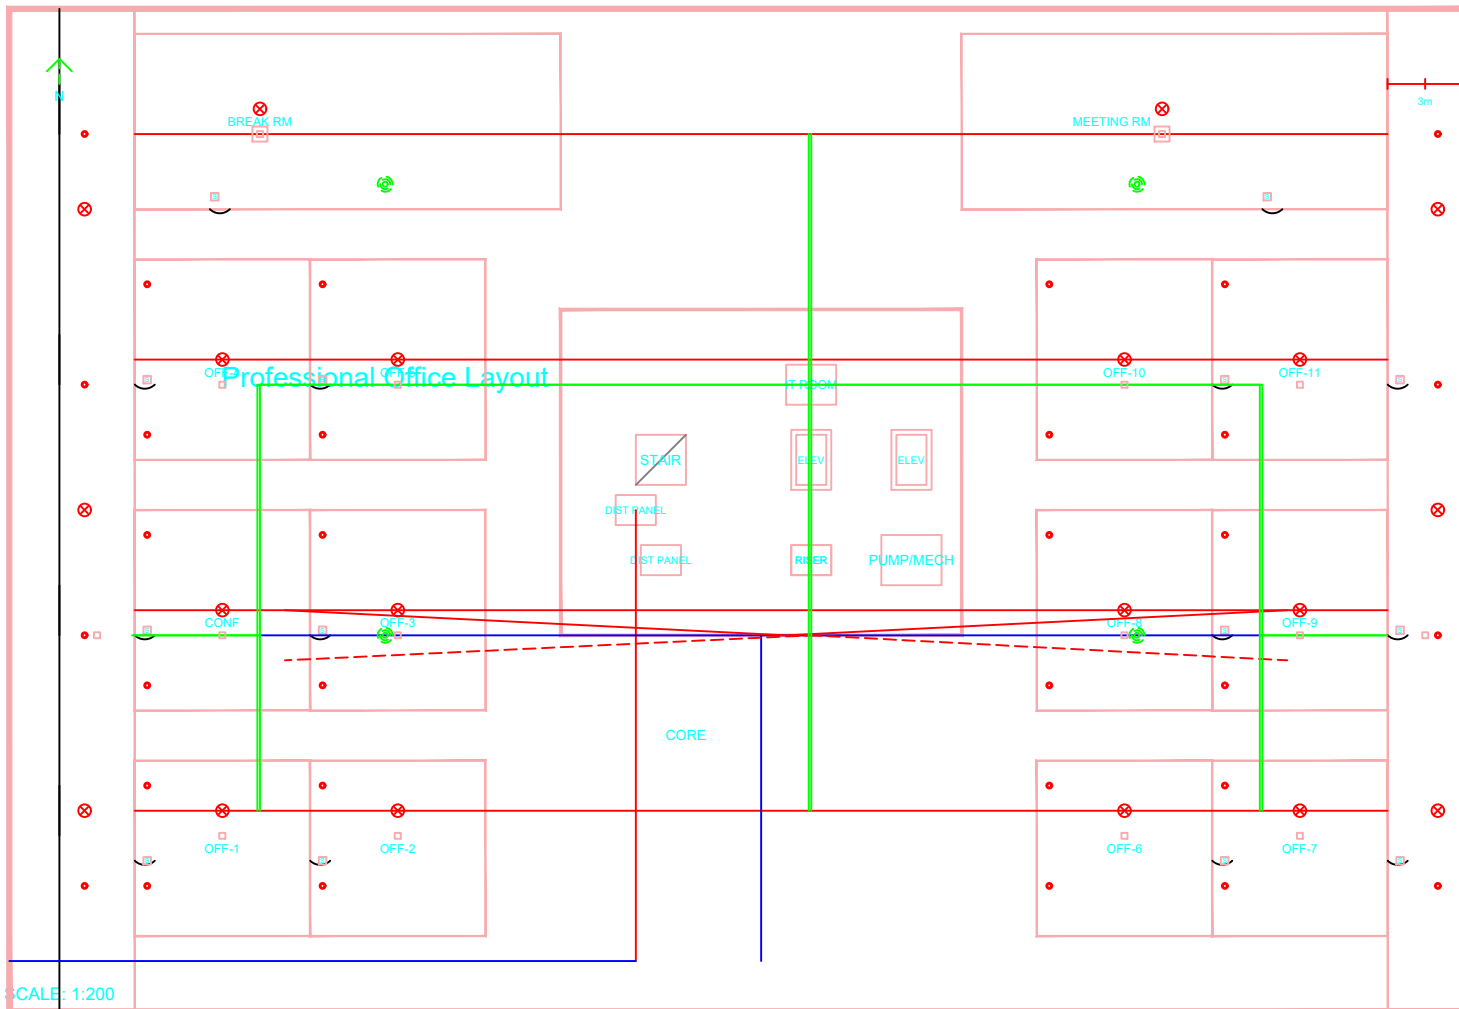 N
3m
BREAK RM
MEETING RM
S
S
Professional Office Layout
OFF-10
OFF-11
IT ROOM
S
S
STAIR
ELEV
ELEV
DIST PANEL
DIST PANEL
RISER
PUMP/MECH
CONF
OFF-3
OFF-8
OFF-9
S
S
S
S
CORE
OFF-1
OFF-2
OFF-6
OFF-7
S
S
S
S
SCALE: 1:200